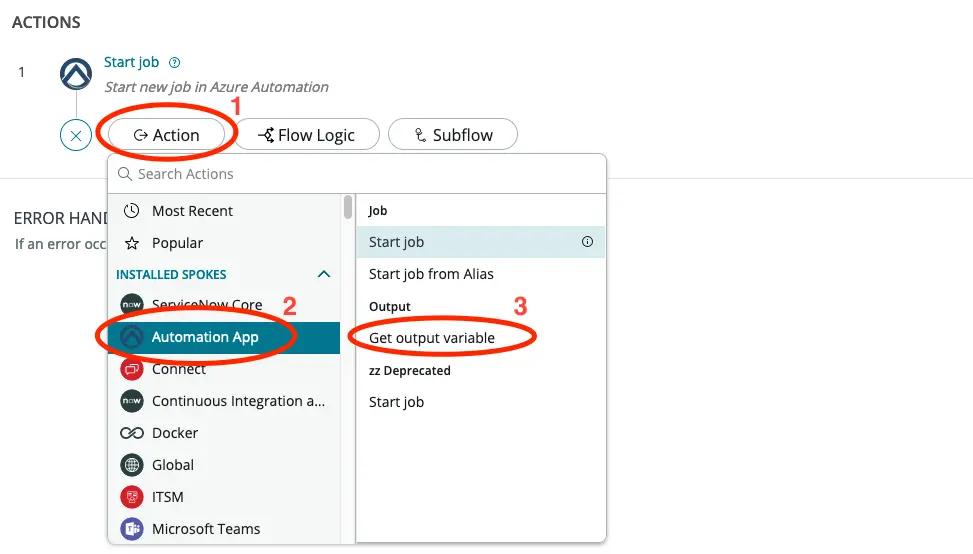 ACTIONS
1
Start job
Start new job in Azure Automation
1
Action
Flow Logic
Subflow
Search Actions
ERROR HAND
If an error occ
Most Recent
Popular
INSTALLED SPOKES
now ServiceNow Core
2
Automation App
Connect
now Continuous Integration a...
Docker
Global
ITSM
Microsoft Teams
Job
Start job
Start job from Alias
Output
3
Get output variable
zz Deprecated
Start job